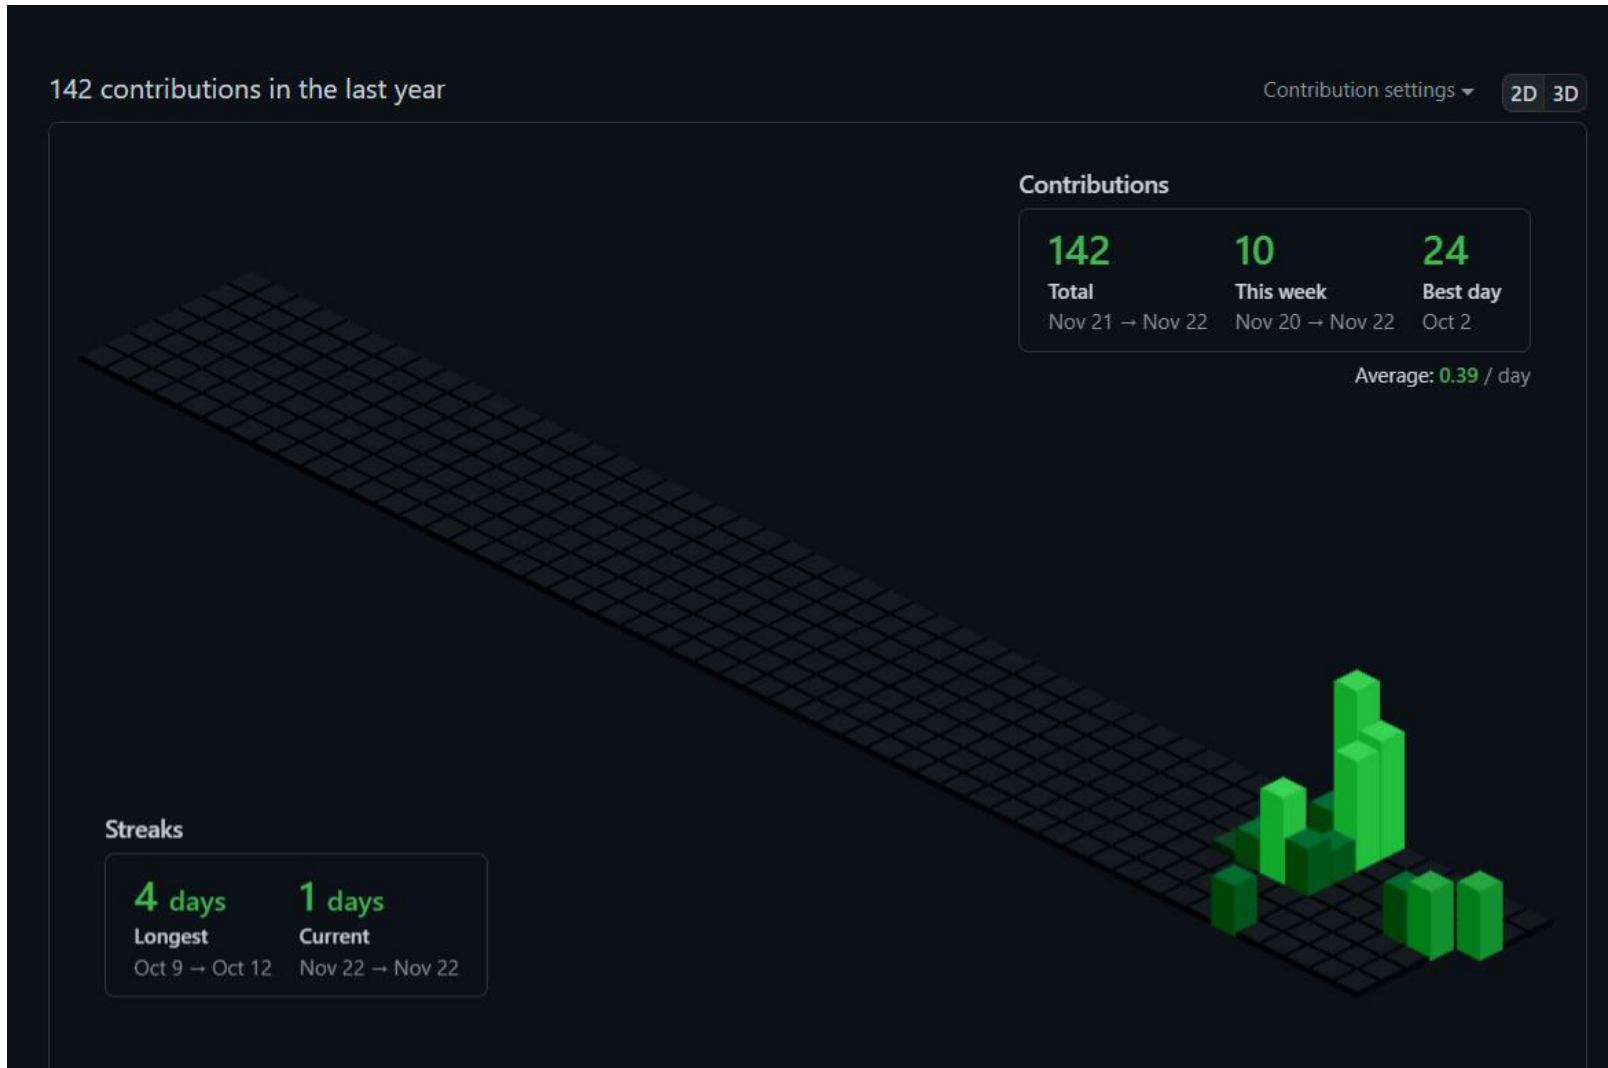 142 contributions in the last year
Contribution settings
2D 3D
Contributions
142 10 24
Total This week Best day
Nov 21 → Nov 22 Nov 20 → Nov 22 Oct 2
Average: 0.39 / day
Streaks
4 days 1 days
Longest Current
Oct 9 → Oct 12 Nov 22 → Nov 22